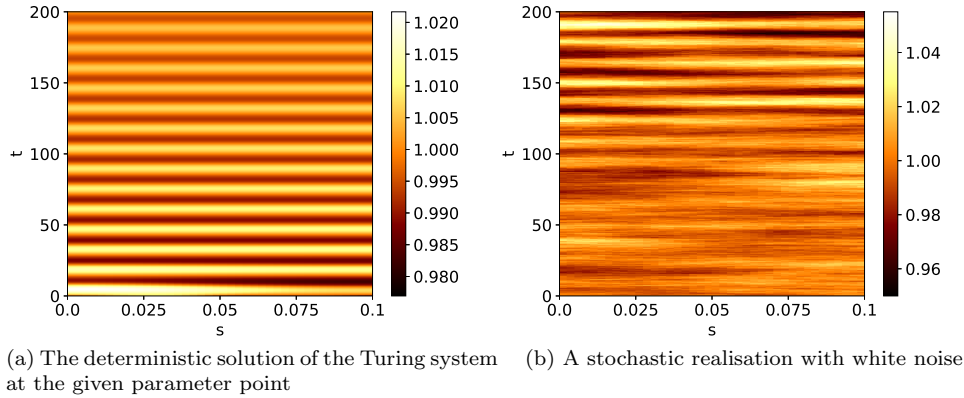 200
150
100
50
0
t
0.0 0.025 0.05 0.075 0.1
s
1.020
1.015
1.010
1.005
1.000
0.995
0.990
0.985
0.980
(a) The deterministic solution of the Turing system
at the given parameter point
200
150
100
50
0
t
0.0 0.025 0.05 0.075 0.1
s
1.04
1.02
1.00
0.98
0.96
(b) A stochastic realisation with white noise